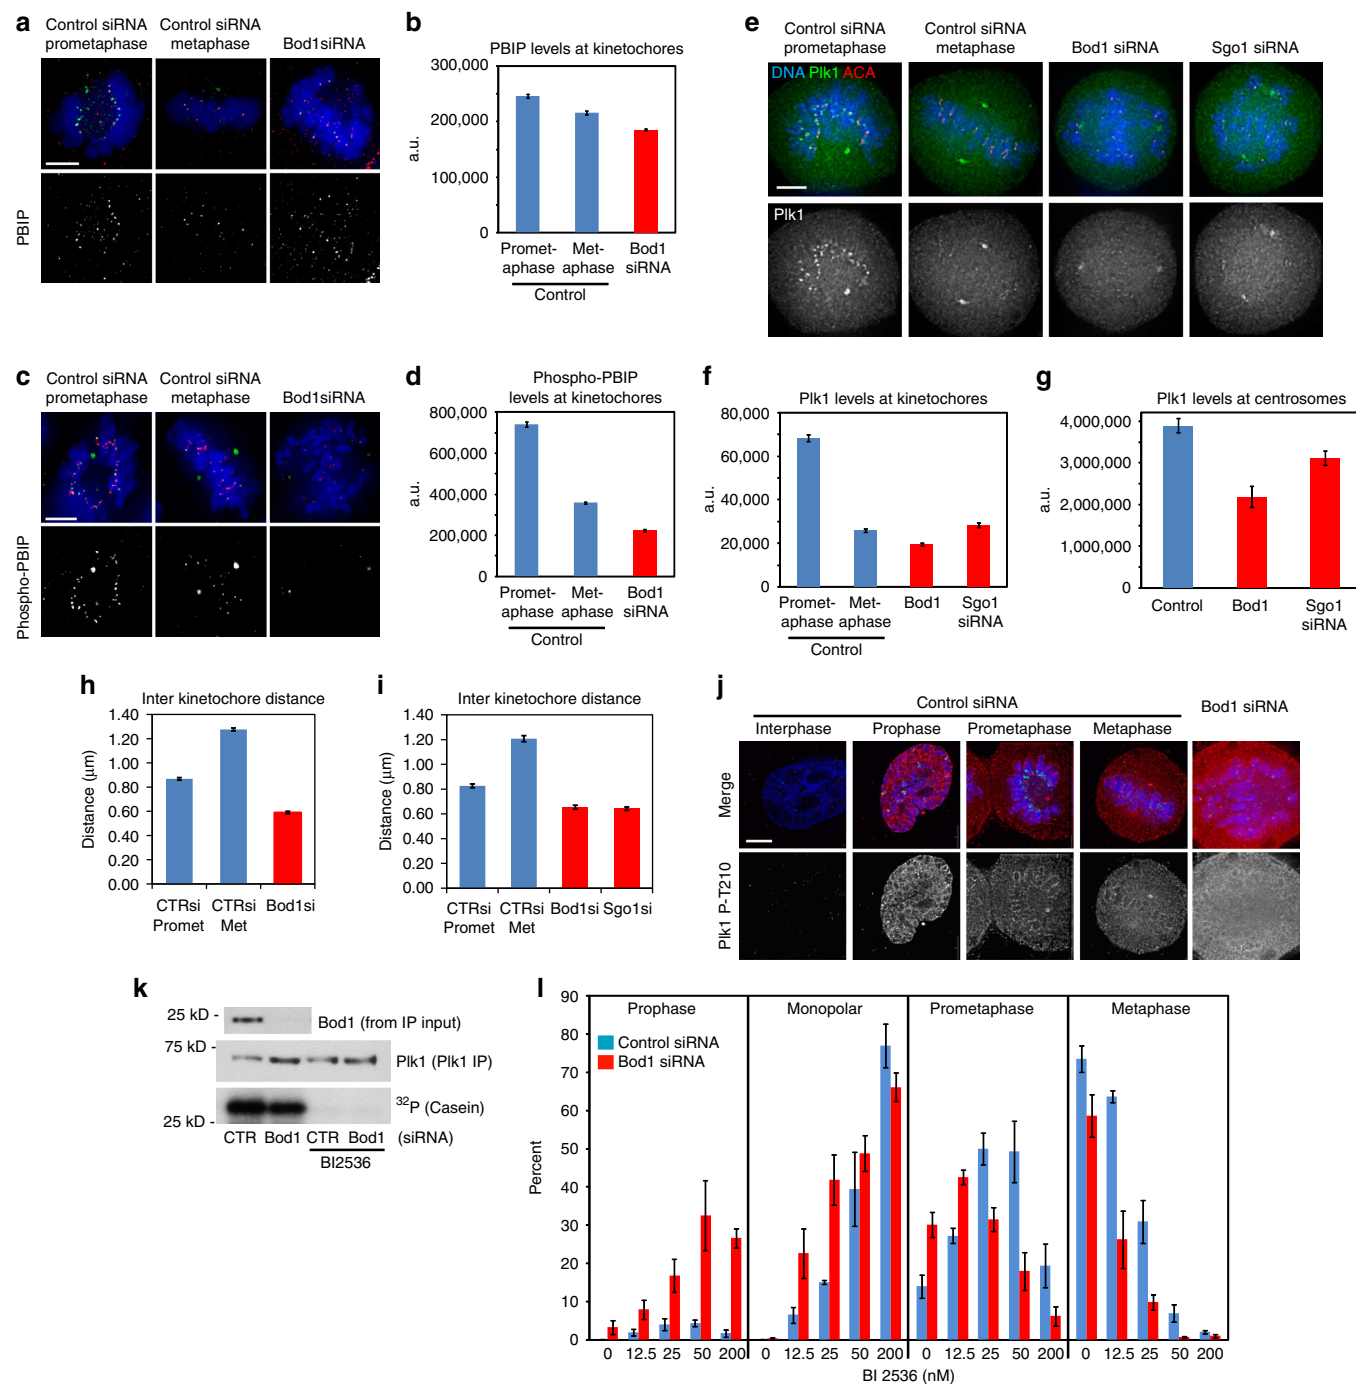 a
Control siRNA prometaphase
Control siRNA metaphase
Bod1siRNA
PBIP
b
PBIP levels at kinetochores
300,000
200,000
100,000
0
a.u.
Promet-aphase
Met-aphase
Bod1 siRNA
Control
c
Control siRNA prometaphase
Control siRNA metaphase
Bod1siRNA
Phospho-PBIP
d
Phospho-PBIP
levels at kinetochores
800,000
600,000
400,000
200,000
0
a.u.
Promet-aphase
Met-aphase
Bod1 siRNA
Control
e
Control siRNA prometaphase
Control siRNA metaphase
Bod1 siRNA
Sgo1 siRNA
DNA Plk1 ACA
Plk1
f
Plk1 levels at kinetochores
80,000
60,000
40,000
20,000
0
a.u.
Promet-aphase
Met-aphase
Bod1
Sgo1 siRNA
Control
g
Plk1 levels at centrosomes
4,000,000
3,000,000
2,000,000
1,000,000
0
a.u.
Control
Bod1
Sgo1 siRNA
h
Inter kinetochore distance
1.40
1.20
1.00
0.80
0.60
0.40
0.20
0.00
Distance (μm)
CTRsi Promet
CTRsi Met
Bod1si
i
Inter kinetochore distance
1.40
1.20
1.00
0.80
0.60
0.40
0.20
0.00
Distance (μm)
CTRsi Promet
CTRsi Met
Bod1si
Sgo1si
j
Control siRNA
Bod1 siRNA
Interphase
Prophase
Prometaphase
Metaphase
Merge
Plk1 P-T210
k
25 kD -
Bod1 (from IP input)
75 kD -
Plk1 (Plk1 IP)
32P (Casein)
25 kD -
CTR Bod1 CTR Bod1 (siRNA)
BI2536
l
90
80
70
60
50
40
30
20
10
0
Percent
Prophase
Monopolar
Prometaphase
Metaphase
Control siRNA
Bod1 siRNA
0 12.5 25 50 200 0 12.5 25 50 200 0 12.5 25 50 200 0 12.5 25 50 200
BI 2536 (nM)